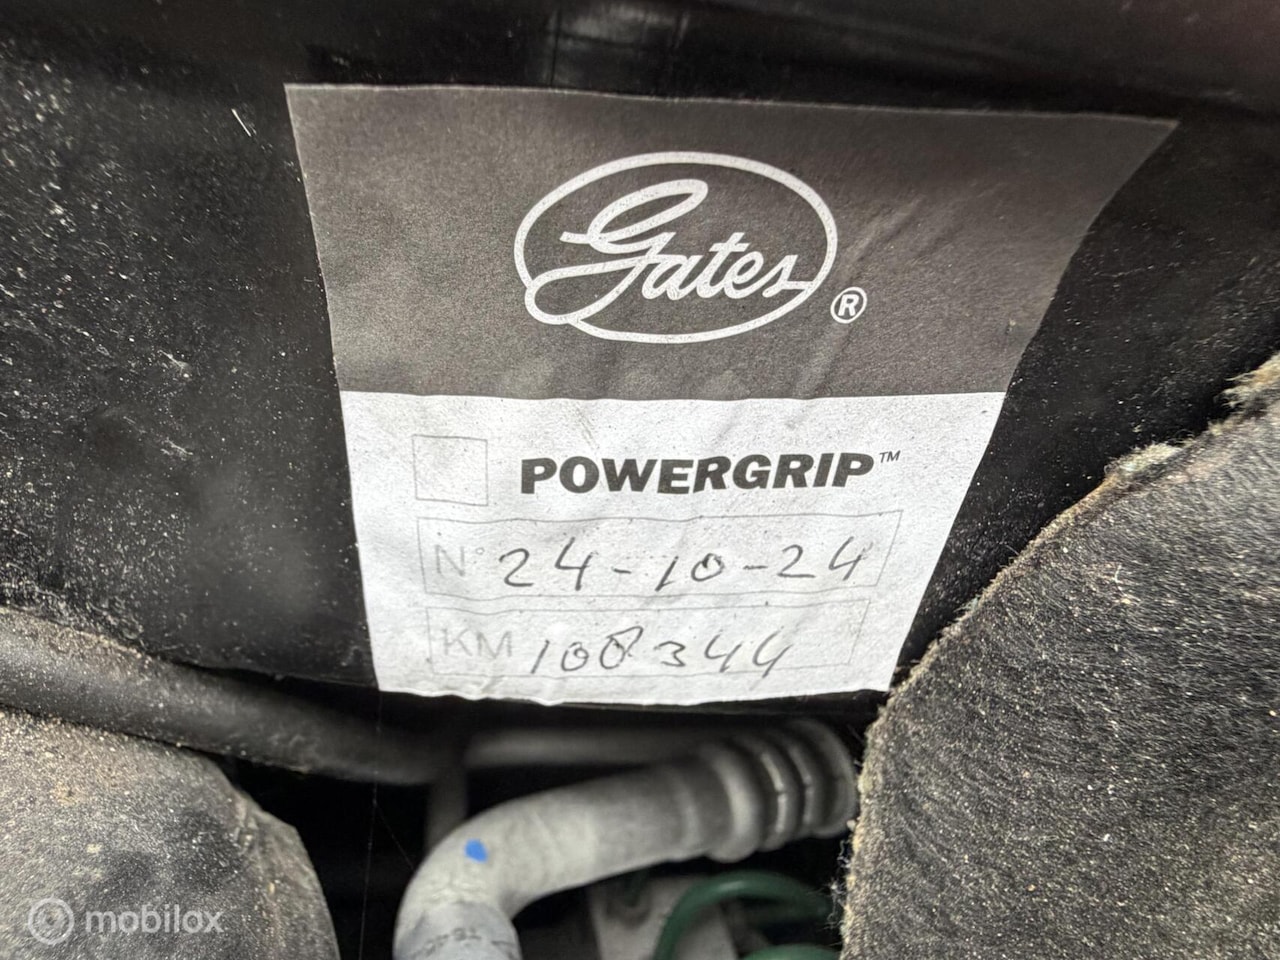 Gates®
POWERGRIP™
N° 24-10-24
KM 100344
mobilox